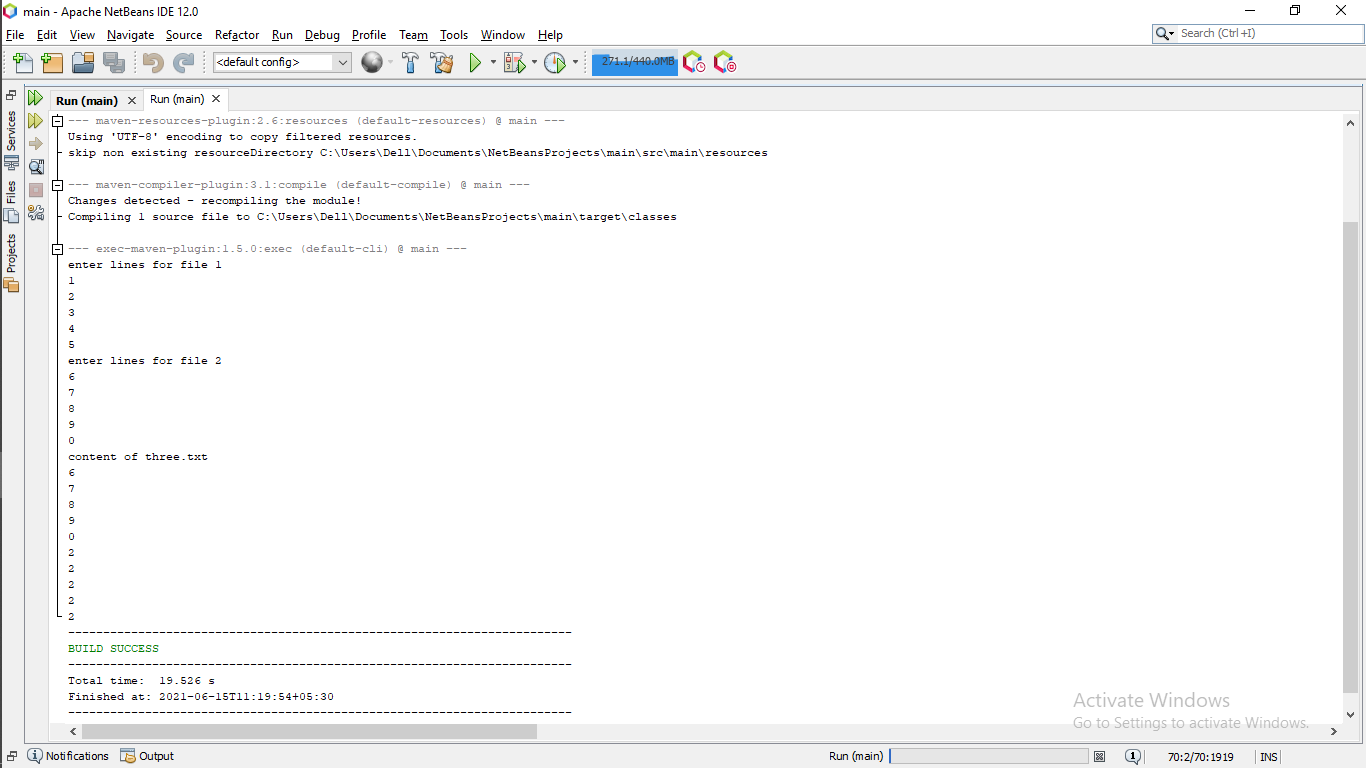 main - Apache NetBeans IDE 12.0
File Edit View Navigate Source Refactor Run Debug Profile Team Tools Window Help
Search (Ctrl+I)
<default config>
271.1/440.0MB
Run (main)
Run (main)
Services
Files
Projects
--- maven-resources-plugin:2.6:resources (default-resources) @ main ---
Using 'UTF-8' encoding to copy filtered resources.
skip non existing resourceDirectory C:\Users\Dell\Documents\NetBeansProjects\main\src\main\resources
--- maven-compiler-plugin:3.1:compile (default-compile) @ main ---
Changes detected - recompiling the module!
Compiling 1 source file to C:\Users\Dell\Documents\NetBeansProjects\main\target\classes
--- exec-maven-plugin:1.5.0:exec (default-cli) @ main ---
enter lines for file 1
1
2
3
4
5
enter lines for file 2
6
7
8
9
0
content of three.txt
6
7
8
9
0
2
2
2
2
2
------------------------------------------------------------------------
BUILD SUCCESS
------------------------------------------------------------------------
Total time: 19.526 s
Finished at: 2021-06-15T11:19:54+05:30
------------------------------------------------------------------------
Activate Windows
Go to Settings to activate Windows.
Notifications
Output
Run (main)
1
70:2/70:1919
INS